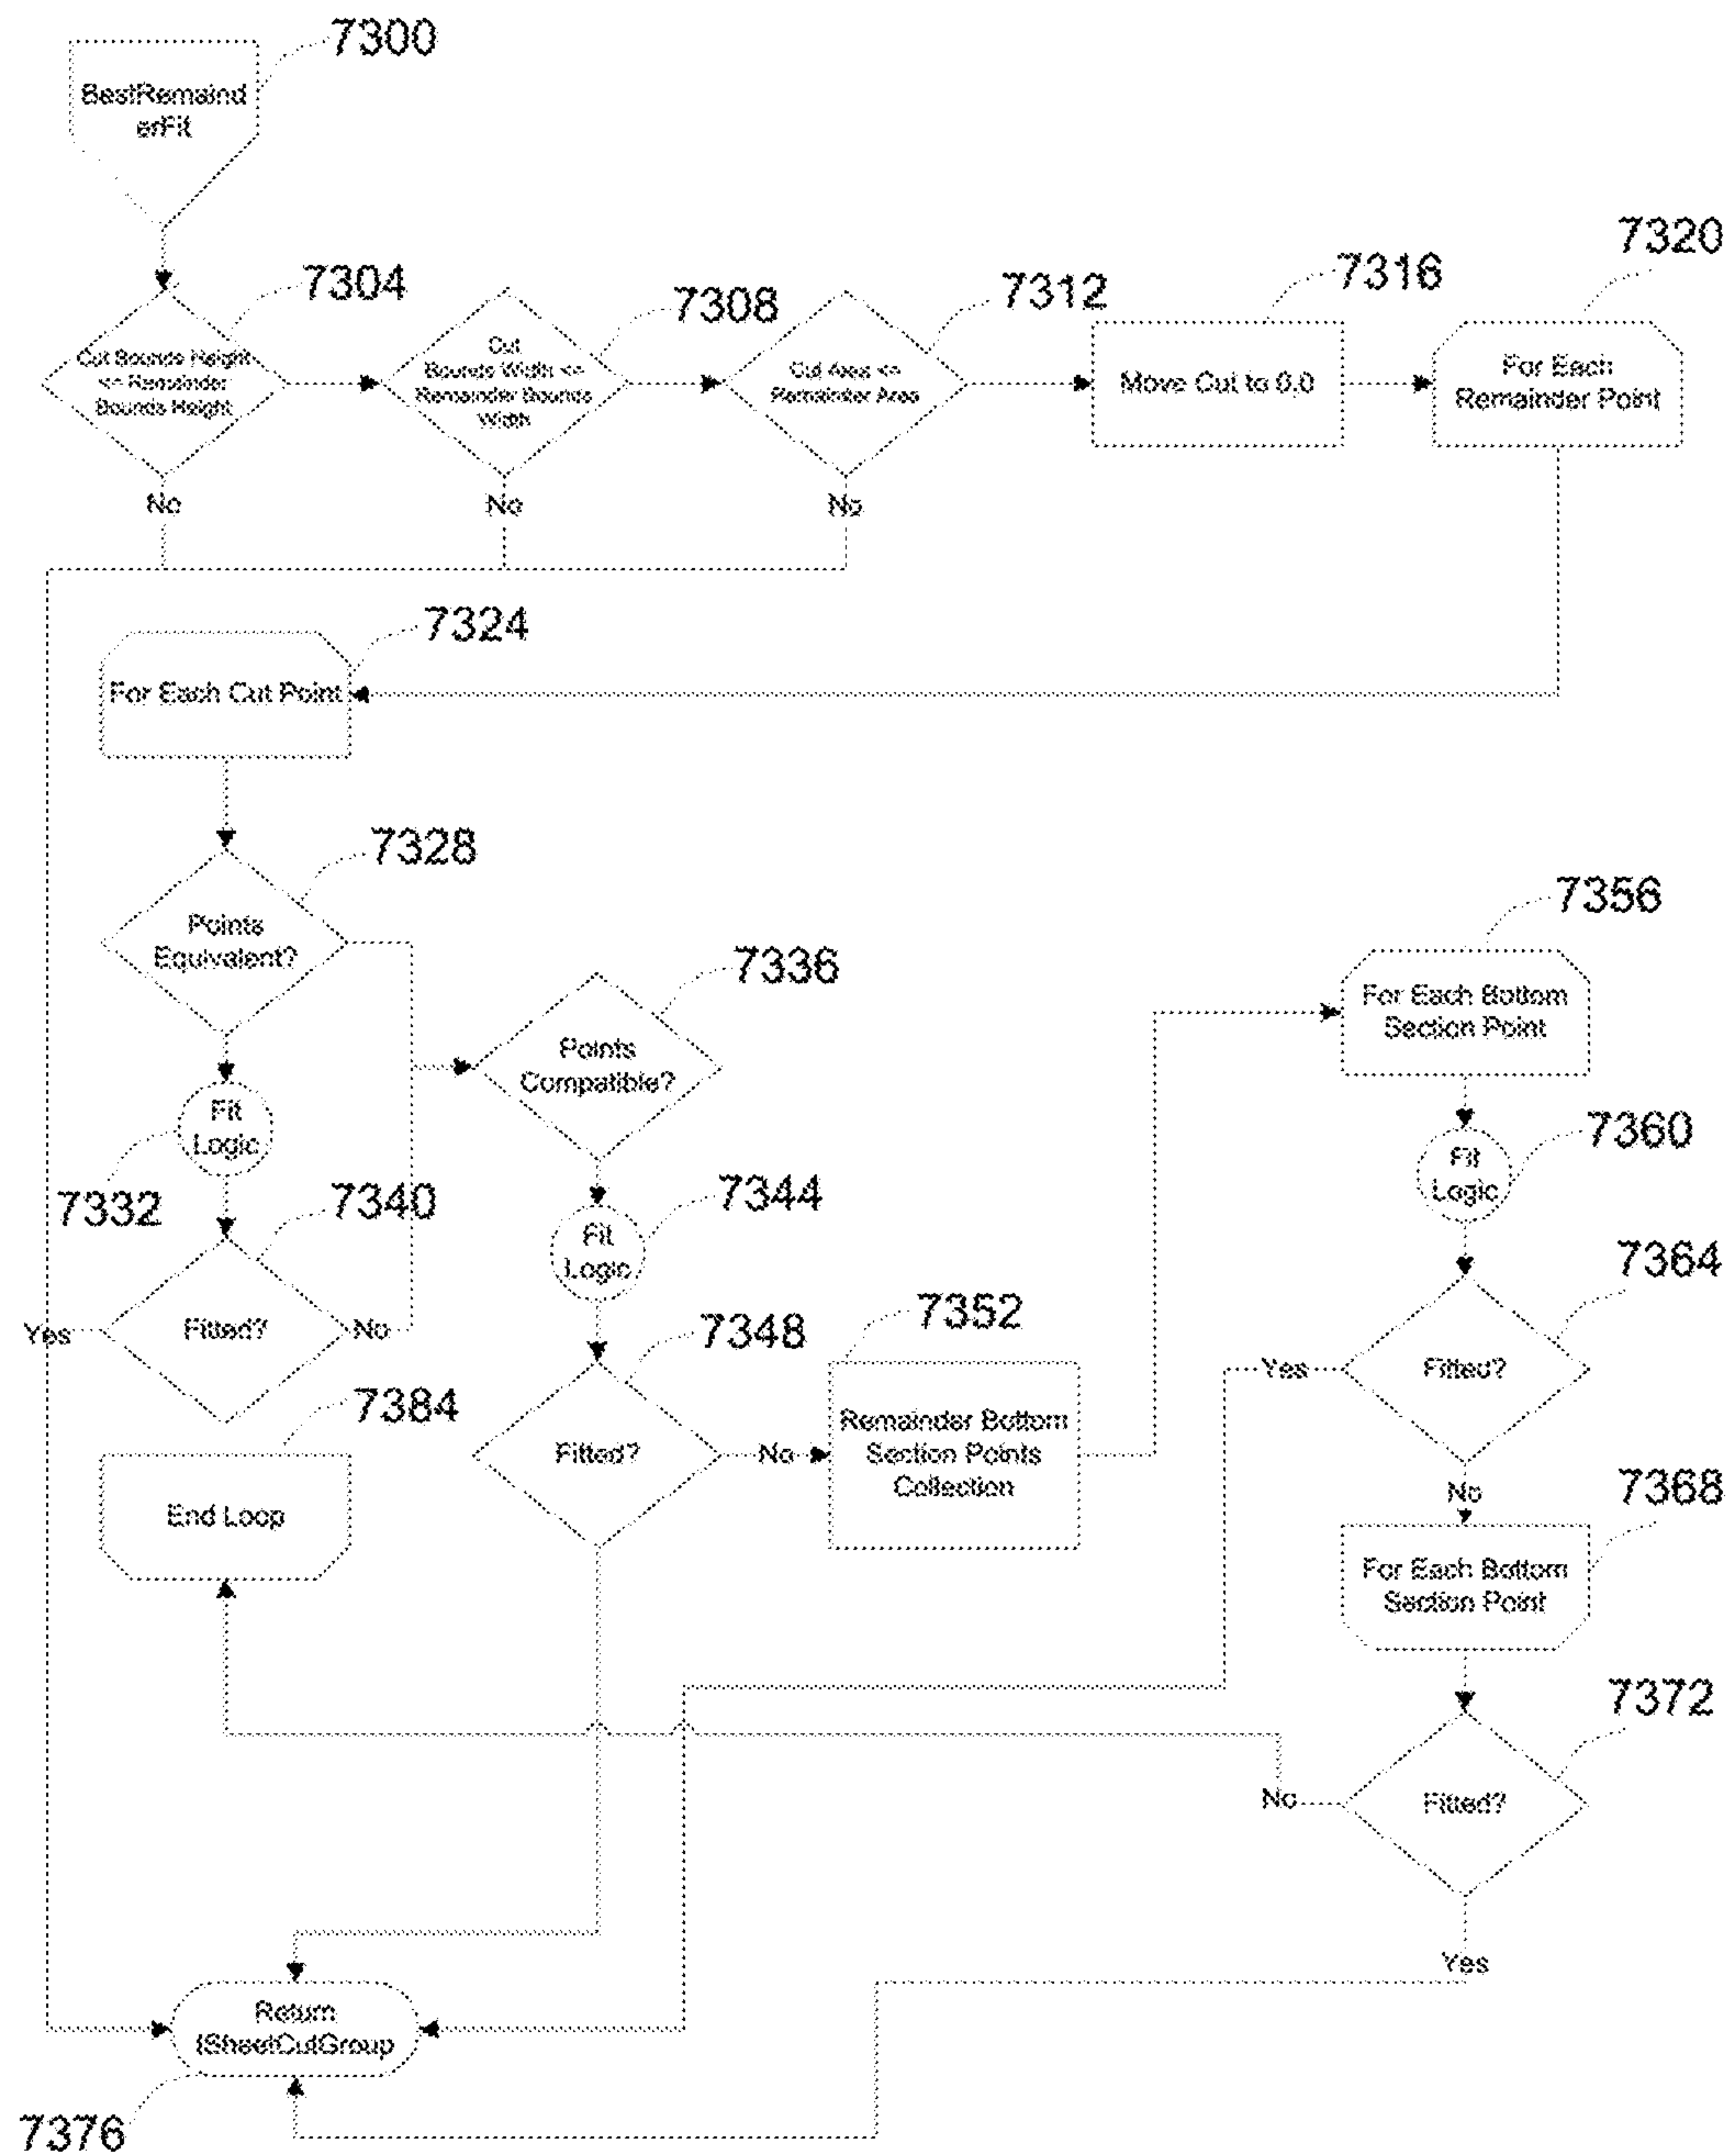 7300
BestRemaind
erFit
7304
Cut Bounds Height
<= Remainder
Bounds Height
No
7308
Cut
Bounds Width <=
Remainder Bounds
Width
No
7312
Cut Area <=
Remainder Area
No
7316
Move Cut to 0,0
7320
For Each
Remainder Point
7324
For Each Cut Point
7328
Points
Equivalent?
7332
Fit
Logic
7336
Points
Compatible?
7340
Fitted?
Yes
No
7344
Fit
Logic
7348
Fitted?
No
7352
Remainder Bottom
Section Points
Collection
7356
For Each Bottom
Section Point
7360
Fit
Logic
7364
Fitted?
Yes
No
7368
For Each Bottom
Section Point
7372
Fitted?
No
Yes
7384
End Loop
Return
ISheetCutGroup
7376